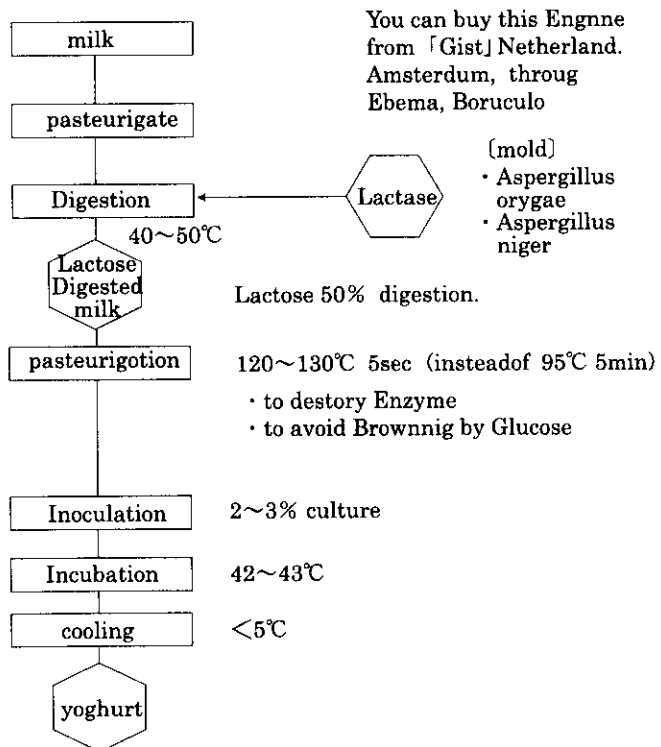 You can buy this Engnne
from「Gist」Netherland.
Amsterdum, throug
Ebema, Boruculo
milk
pasteurigate
〔mold〕
・Aspergillus
orygae
・Aspergillus
niger
Digestion
Lactase
40～50℃
Lactose
Digested
milk
Lactose 50% digestion.
pasteurigotion
120～130℃ 5sec (insteadof 95℃ 5min)
・to destory Enzyme
・to avoid Brownnig by Glucose
Inoculation
2～3% culture
Incubation
42～43℃
cooling
＜5℃
yoghurt